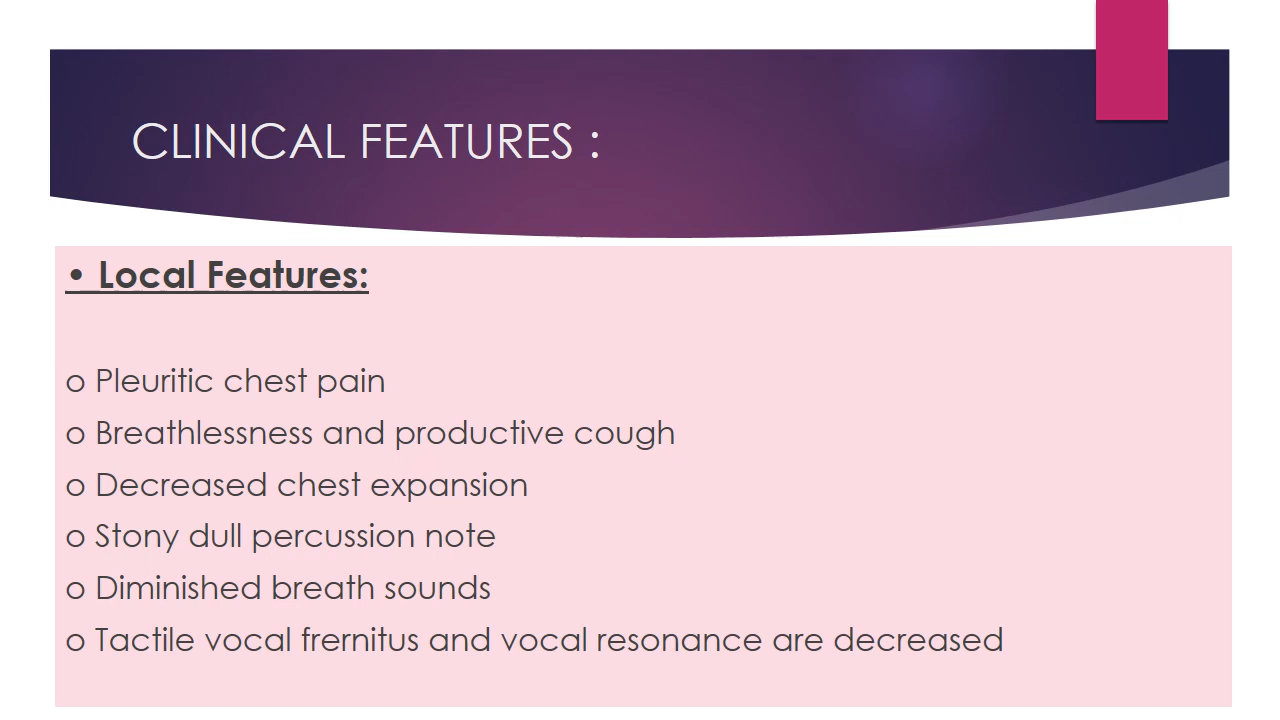 CLINICAL FEATURES :
• Local Features:
o Pleuritic chest pain
o Breathlessness and productive cough
o Decreased chest expansion
o Stony dull percussion note
o Diminished breath sounds
o Tactile vocal frernitus and vocal resonance are decreased